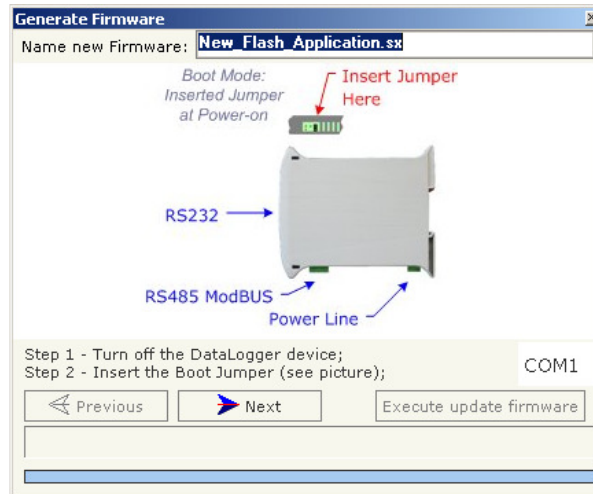 Generate Firmware
Name new Firmware: New_Flash_Application.sx
Boot Mode:
Inserted Jumper
at Power-on
Insert Jumper
Here
RS232
RS485 ModBUS
Power Line
Step 1 - Turn off the DataLogger device;
Step 2 - Insert the Boot Jumper (see picture);
COM1
Previous
Next
Execute update firmware